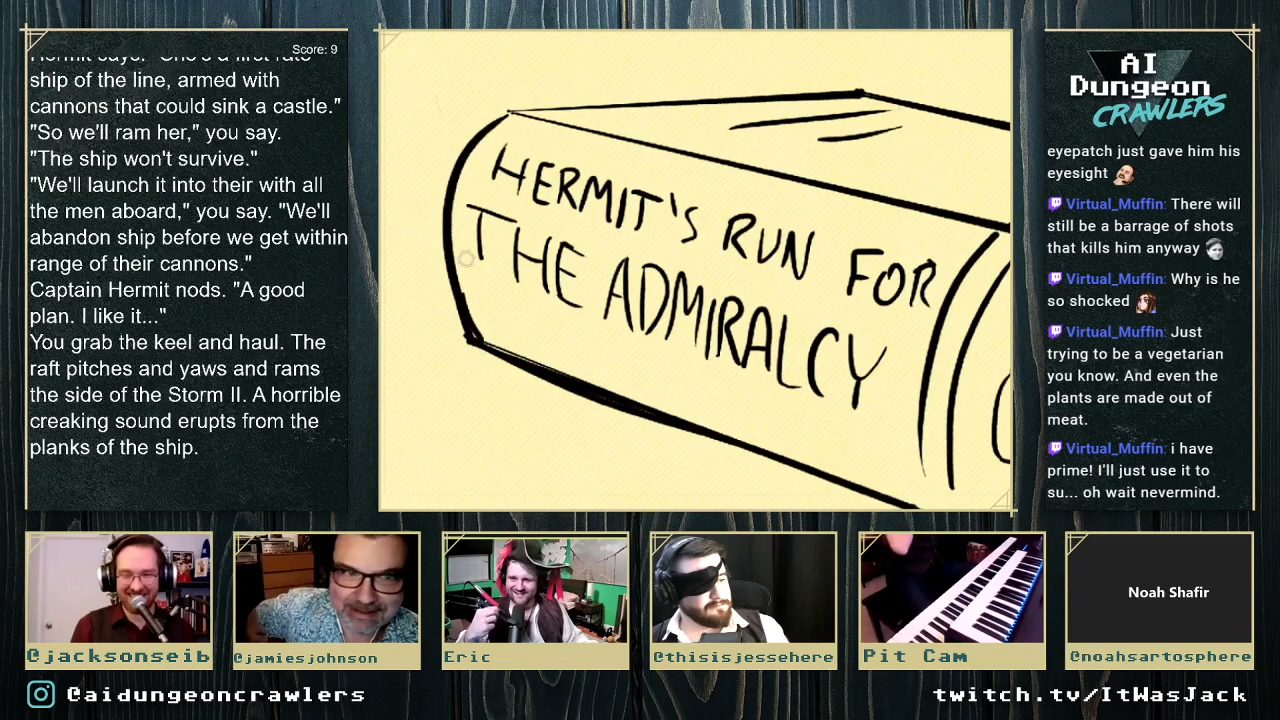 Score: 9
Hermit says. "She's a first rate
ship of the line, armed with
cannons that could sink a castle."
"So we'll ram her," you say.
"The ship won't survive."
"We'll launch it into their with all
the men aboard," you say. "We'll
abandon ship before we get within
range of their cannons."
Captain Hermit nods. "A good
plan. I like it..."
You grab the keel and haul. The
raft pitches and yaws and rams
the side of the Storm II. A horrible
creaking sound erupts from the
planks of the ship.
HERMIT'S RUN FOR
THE ADMIRALCY
AI
Dungeon
CRAWLERS
eyepatch just gave him his
eyesight
Virtual_Muffin: There will
still be a barrage of shots
that kills him anyway
Virtual_Muffin: Why is he
so shocked
Virtual_Muffin: Just
trying to be a vegetarian
you know. And even the
plants are made out of
meat.
Virtual_Muffin: i have
prime! I'll just use it to
su... oh wait nevermind.
Noah Shafir
@jacksonseib
@jamiesjohnson
Eric
@thisisjessehere
Pit Cam
@noahsartosphere
@aidungeoncrawlers
twitch.tv/ItWasJack